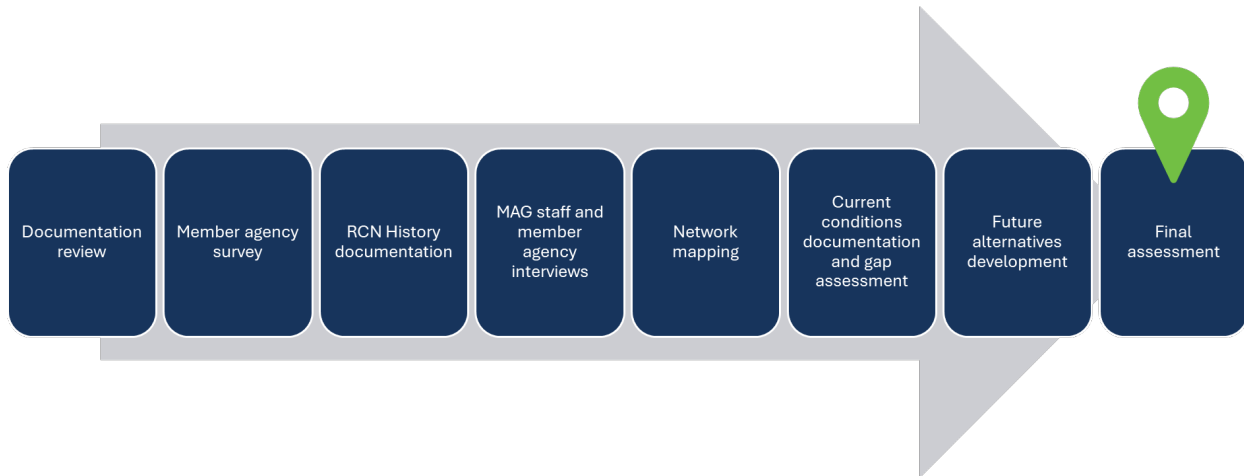 Documentation
review
Member agency
survey
RCN History
documentation
MAG staff and
member
agency
interviews
Network
mapping
Current
conditions
documentation
and gap
assessment
Future
alternatives
development
Final
assessment